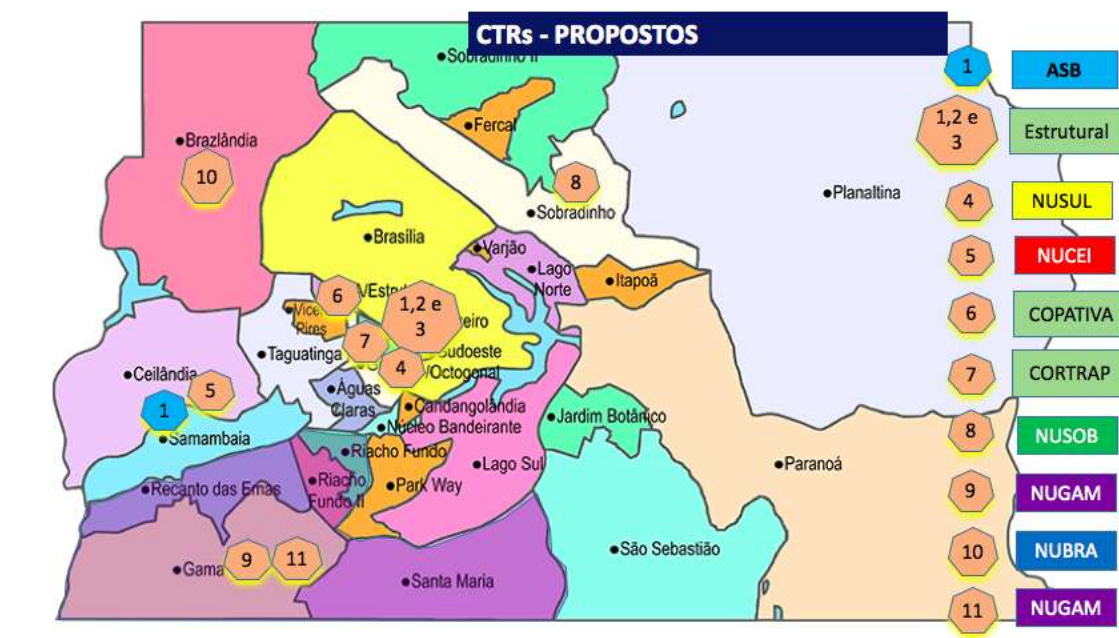 CTRs - PROPOSTOS
Sobradinho II
1
ASB
Fercal
1,2 e
3
Estrutural
Brazlândia
10
8
Planaltina
4
NUSUL
Sobradinho
Brasília
Varjão
5
NUCEI
Lago
Norte
Itapoã
6
1,2 e
3
6
COPATIVA
Pires
7
Taguatinga
Sudoeste
/Octogonal
4
7
CORTRAP
Ceilândia
5
Águas
Claras
1
Candangolândia
Núcleo Bandeirante
Jardim Botânico
8
NUSOB
Samambaia
Riacho Fundo
Lago Sul
Paranoá
Recanto das Emas
Riacho
Fundo II
Park Way
9
NUGAM
São Sebastião
10
NUBRA
Gama
9
11
Santa Maria
11
NUGAM